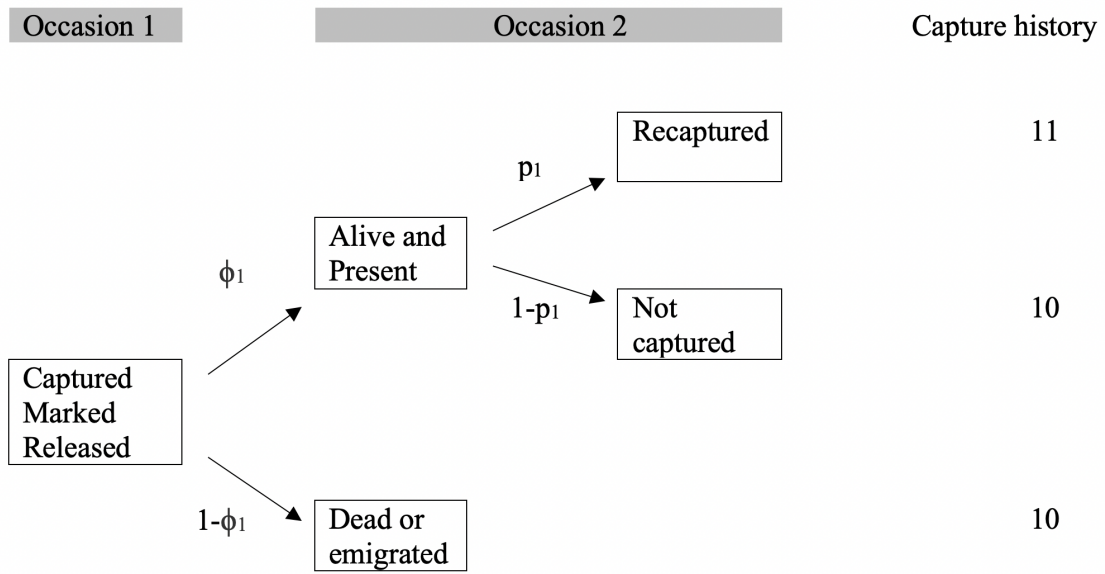 Occasion 1
Occasion 2
Capture history
Recaptured
11
p1
Alive and
Present
ϕ1
1-p1
Not
captured
10
Captured
Marked
Released
1-ϕ1
Dead or
emigrated
10